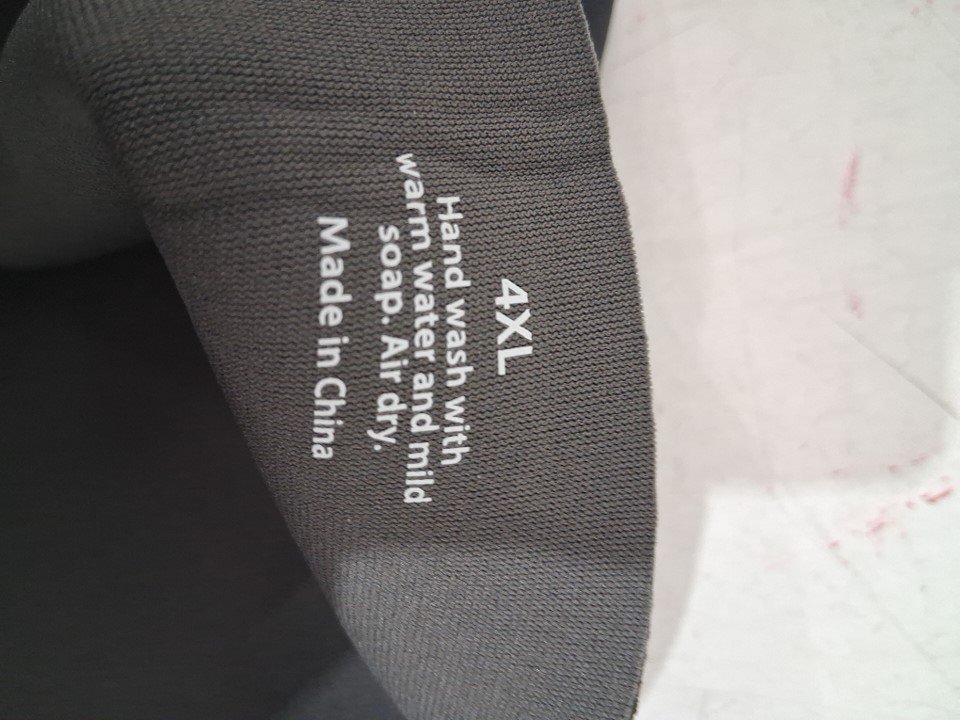 4XL
Hand wash with
warm water and mild
soap. Air dry.
Made in China